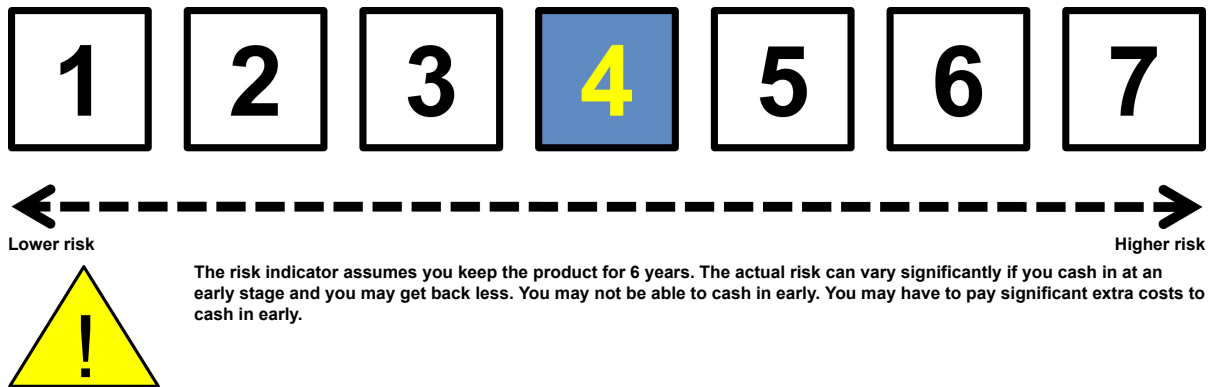 1 2 3 4 5 6 7
Lower risk Higher risk
The risk indicator assumes you keep the product for 6 years. The actual risk can vary significantly if you cash in at an
early stage and you may get back less. You may not be able to cash in early. You may have to pay significant extra costs to
cash in early.
!